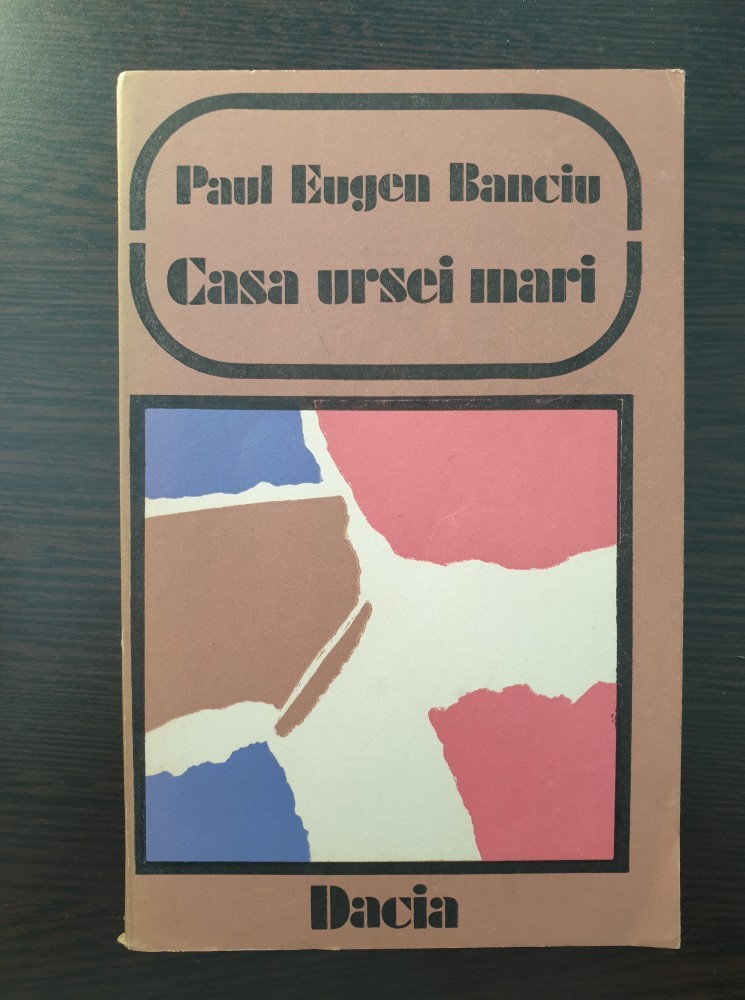 Paul Eugen Banciu
Casa ursei mari
Dacia